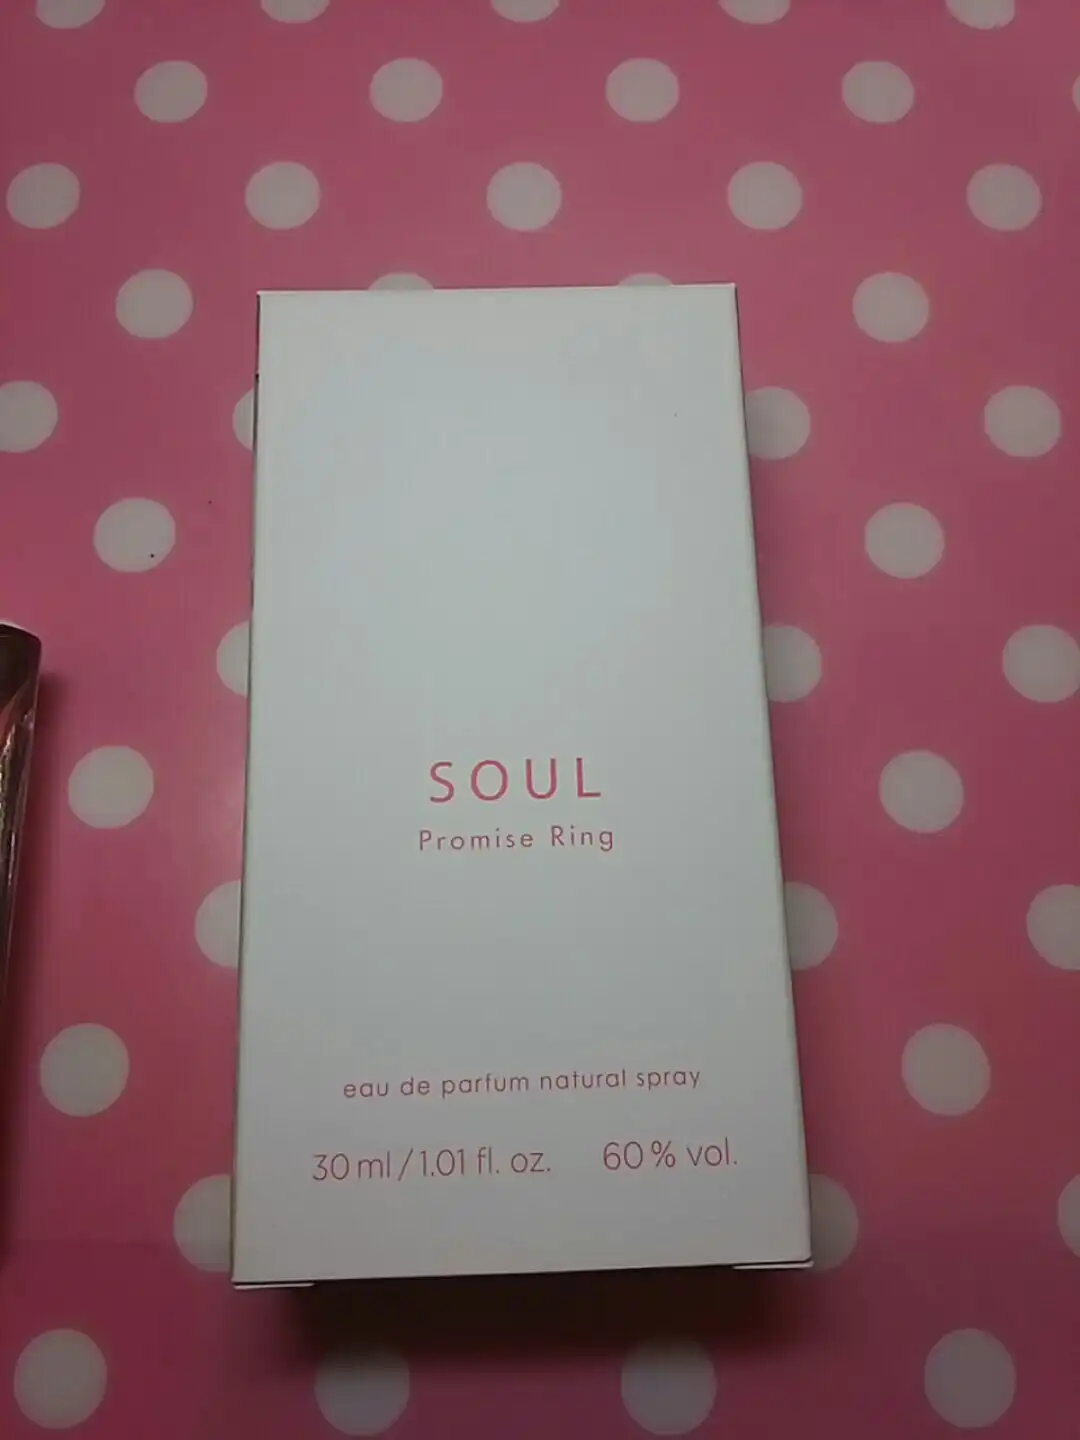 SOUL
Promise Ring
eau de parfum natural spray
30 ml / 1.01 fl. oz. 60 % vol.